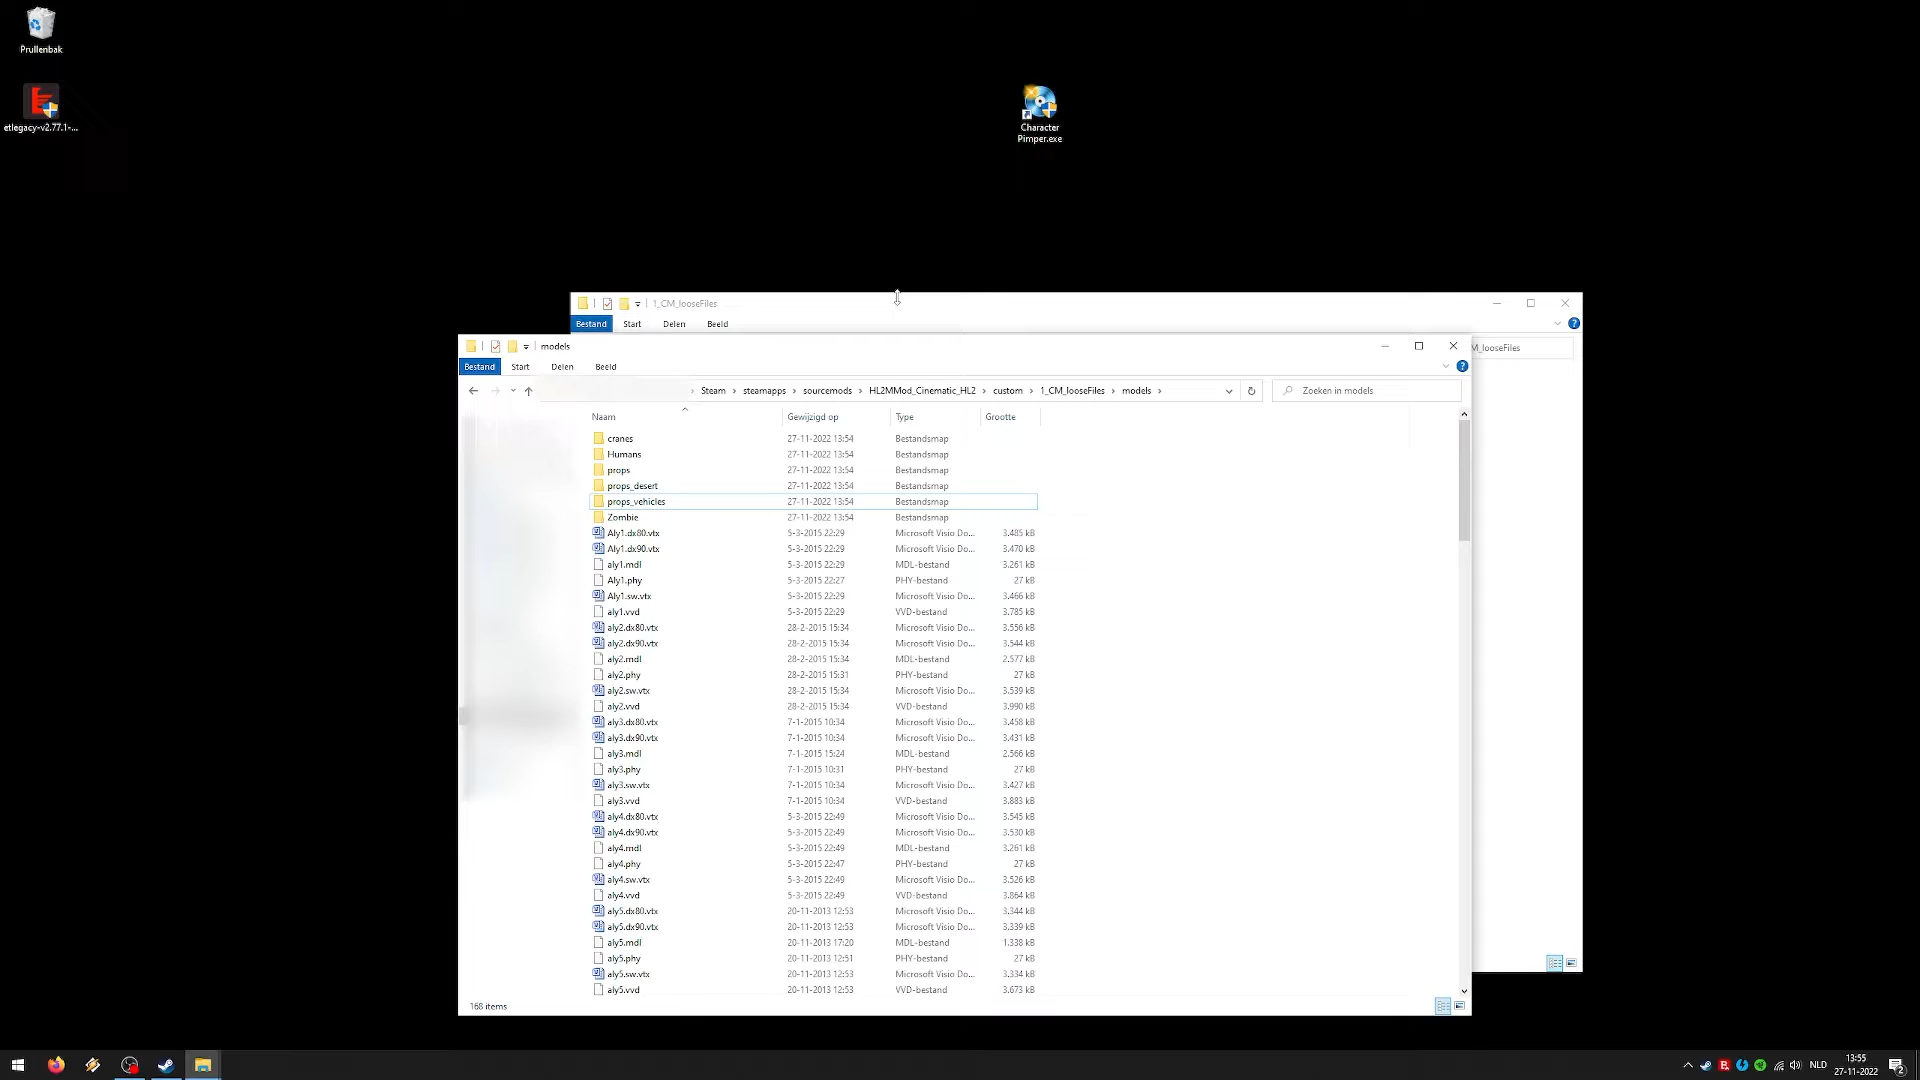 Prullenbak
etlegacy-v2.77.1-...
Character
Pimper.exe
1_CM_looseFiles
Bestand Start Delen Beeld
M_looseFiles
models
Bestand Start Delen Beeld
Steam › steamapps › sourcemods › HL2MMod_Cinematic_HL2 › custom › 1_CM_looseFiles › models ›
Zoeken in models
Naam Gewijzigd op Type Grootte
cranes 27-11-2022 13:54 Bestandsmap
Humans 27-11-2022 13:54 Bestandsmap
props 27-11-2022 13:54 Bestandsmap
props_desert 27-11-2022 13:54 Bestandsmap
props_vehicles 27-11-2022 13:54 Bestandsmap
Zombie 27-11-2022 13:54 Bestandsmap
Aly1.dx80.vtx 5-3-2015 22:29 Microsoft Visio Do... 3.485 kB
Aly1.dx90.vtx 5-3-2015 22:29 Microsoft Visio Do... 3.470 kB
aly1.mdl 5-3-2015 22:29 MDL-bestand 3.261 kB
Aly1.phy 5-3-2015 22:27 PHY-bestand 27 kB
Aly1.sw.vtx 5-3-2015 22:29 Microsoft Visio Do... 3.466 kB
aly1.vvd 5-3-2015 22:29 VVD-bestand 3.785 kB
aly2.dx80.vtx 28-2-2015 15:34 Microsoft Visio Do... 3.556 kB
aly2.dx90.vtx 28-2-2015 15:34 Microsoft Visio Do... 3.544 kB
aly2.mdl 28-2-2015 15:34 MDL-bestand 2.577 kB
aly2.phy 28-2-2015 15:31 PHY-bestand 27 kB
aly2.sw.vtx 28-2-2015 15:34 Microsoft Visio Do... 3.539 kB
aly2.vvd 28-2-2015 15:34 VVD-bestand 3.990 kB
aly3.dx80.vtx 7-1-2015 10:34 Microsoft Visio Do... 3.458 kB
aly3.dx90.vtx 7-1-2015 10:34 Microsoft Visio Do... 3.431 kB
aly3.mdl 7-1-2015 15:24 MDL-bestand 2.566 kB
aly3.phy 7-1-2015 10:31 PHY-bestand 27 kB
aly3.sw.vtx 7-1-2015 10:34 Microsoft Visio Do... 3.427 kB
aly3.vvd 7-1-2015 10:34 VVD-bestand 3.883 kB
aly4.dx80.vtx 5-3-2015 22:49 Microsoft Visio Do... 3.545 kB
aly4.dx90.vtx 5-3-2015 22:49 Microsoft Visio Do... 3.530 kB
aly4.mdl 5-3-2015 22:49 MDL-bestand 3.261 kB
aly4.phy 5-3-2015 22:47 PHY-bestand 27 kB
aly4.sw.vtx 5-3-2015 22:49 Microsoft Visio Do... 3.526 kB
aly4.vvd 5-3-2015 22:49 VVD-bestand 3.864 kB
aly5.dx80.vtx 20-11-2013 12:53 Microsoft Visio Do... 3.344 kB
aly5.dx90.vtx 20-11-2013 12:53 Microsoft Visio Do... 3.339 kB
aly5.mdl 20-11-2013 17:20 MDL-bestand 1.338 kB
aly5.phy 20-11-2013 12:51 PHY-bestand 27 kB
aly5.sw.vtx 20-11-2013 12:53 Microsoft Visio Do... 3.334 kB
aly5.vvd 20-11-2013 12:53 VVD-bestand 3.673 kB
168 items
NLD
13:55
27-11-2022
2